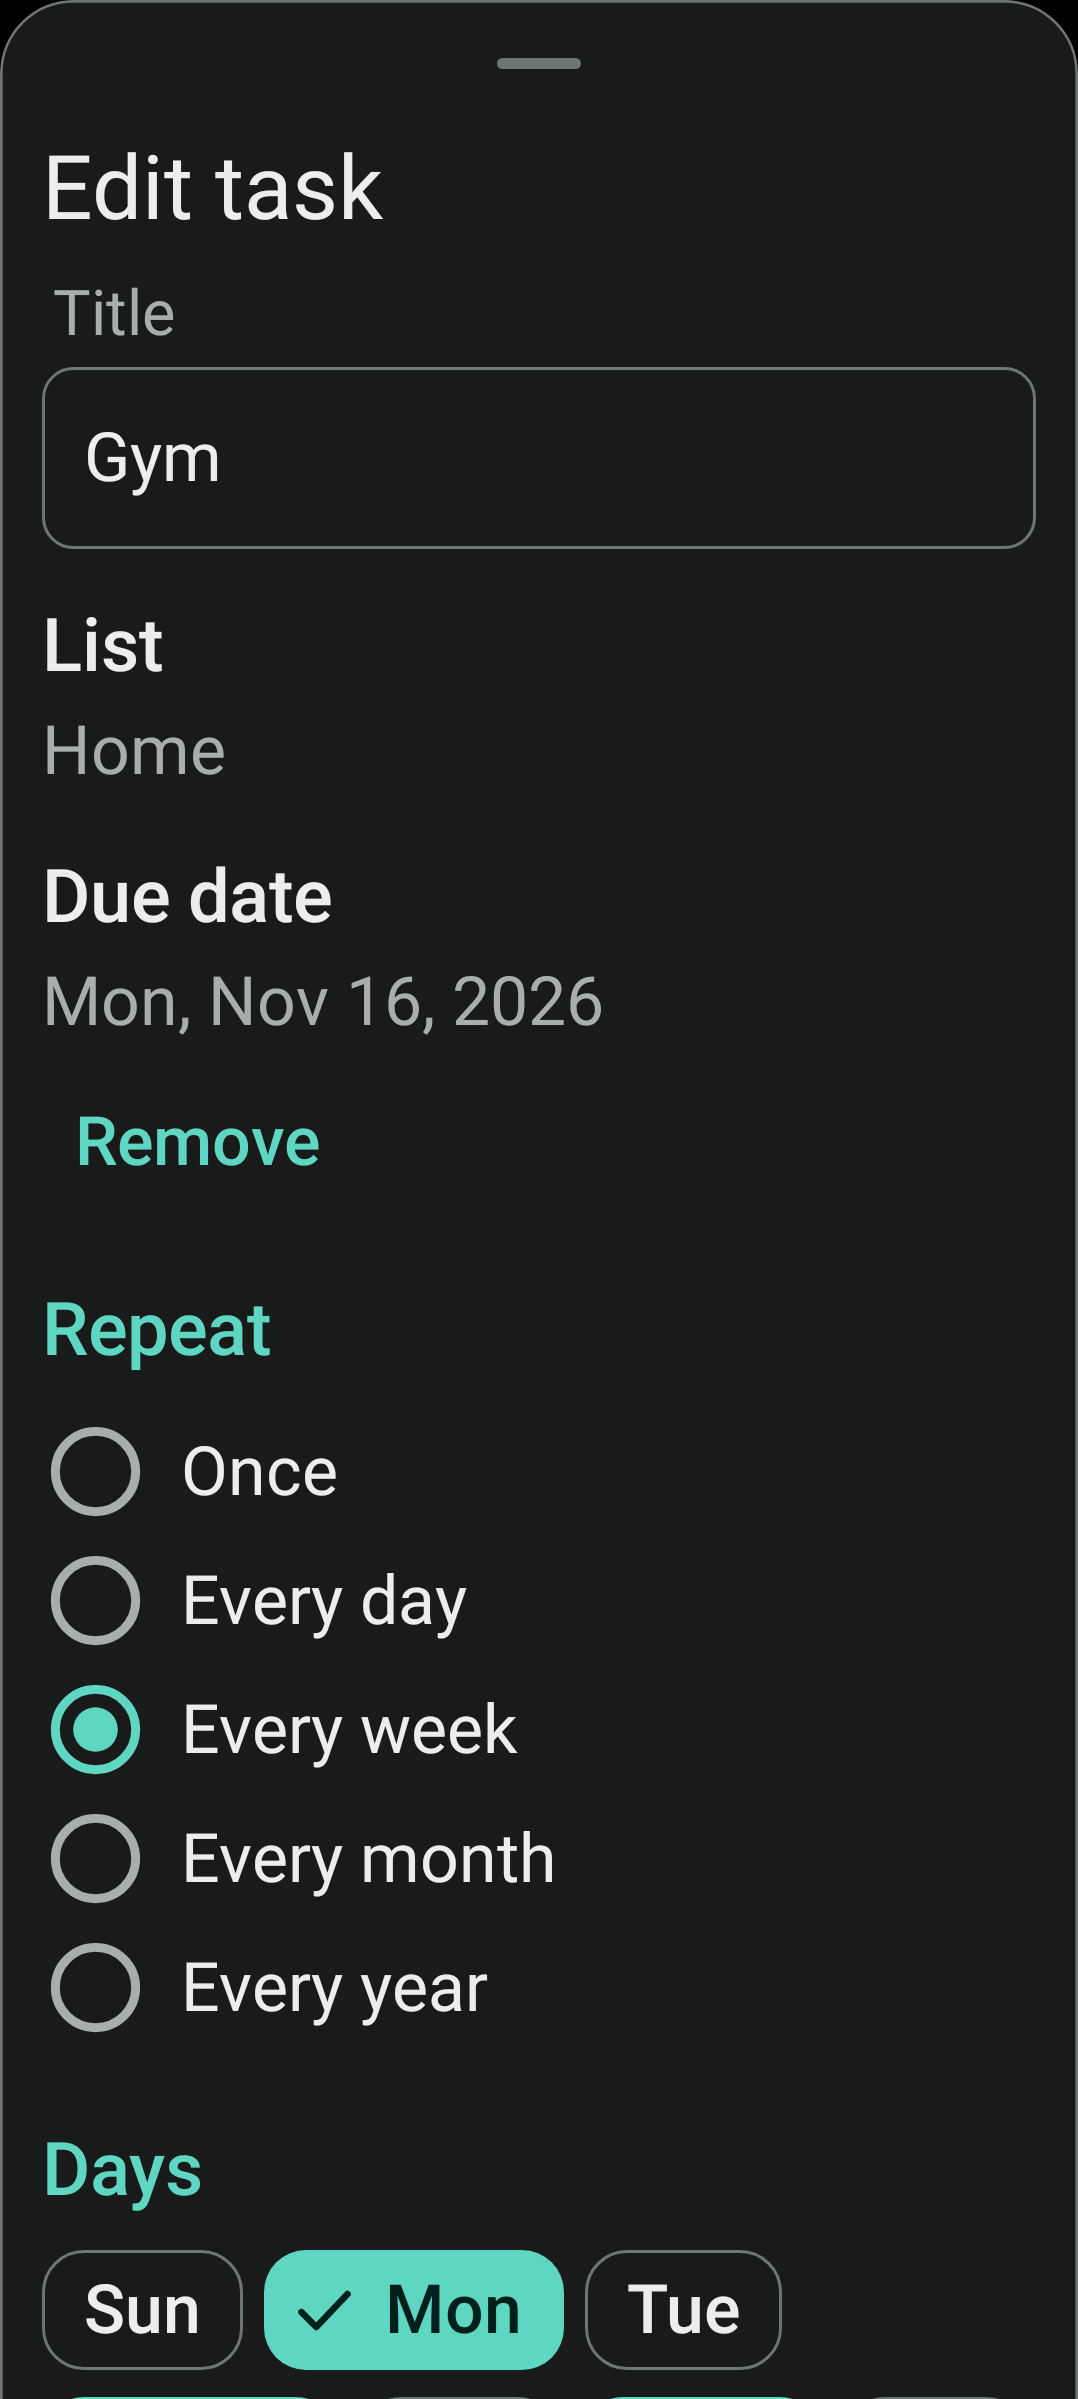 Edit task
Title
Gym
List
Home
Due date
Mon, Nov 16, 2026
Remove
Repeat
Once
Every day
Every week
Every month
Every year
Days
Sun Mon Tue